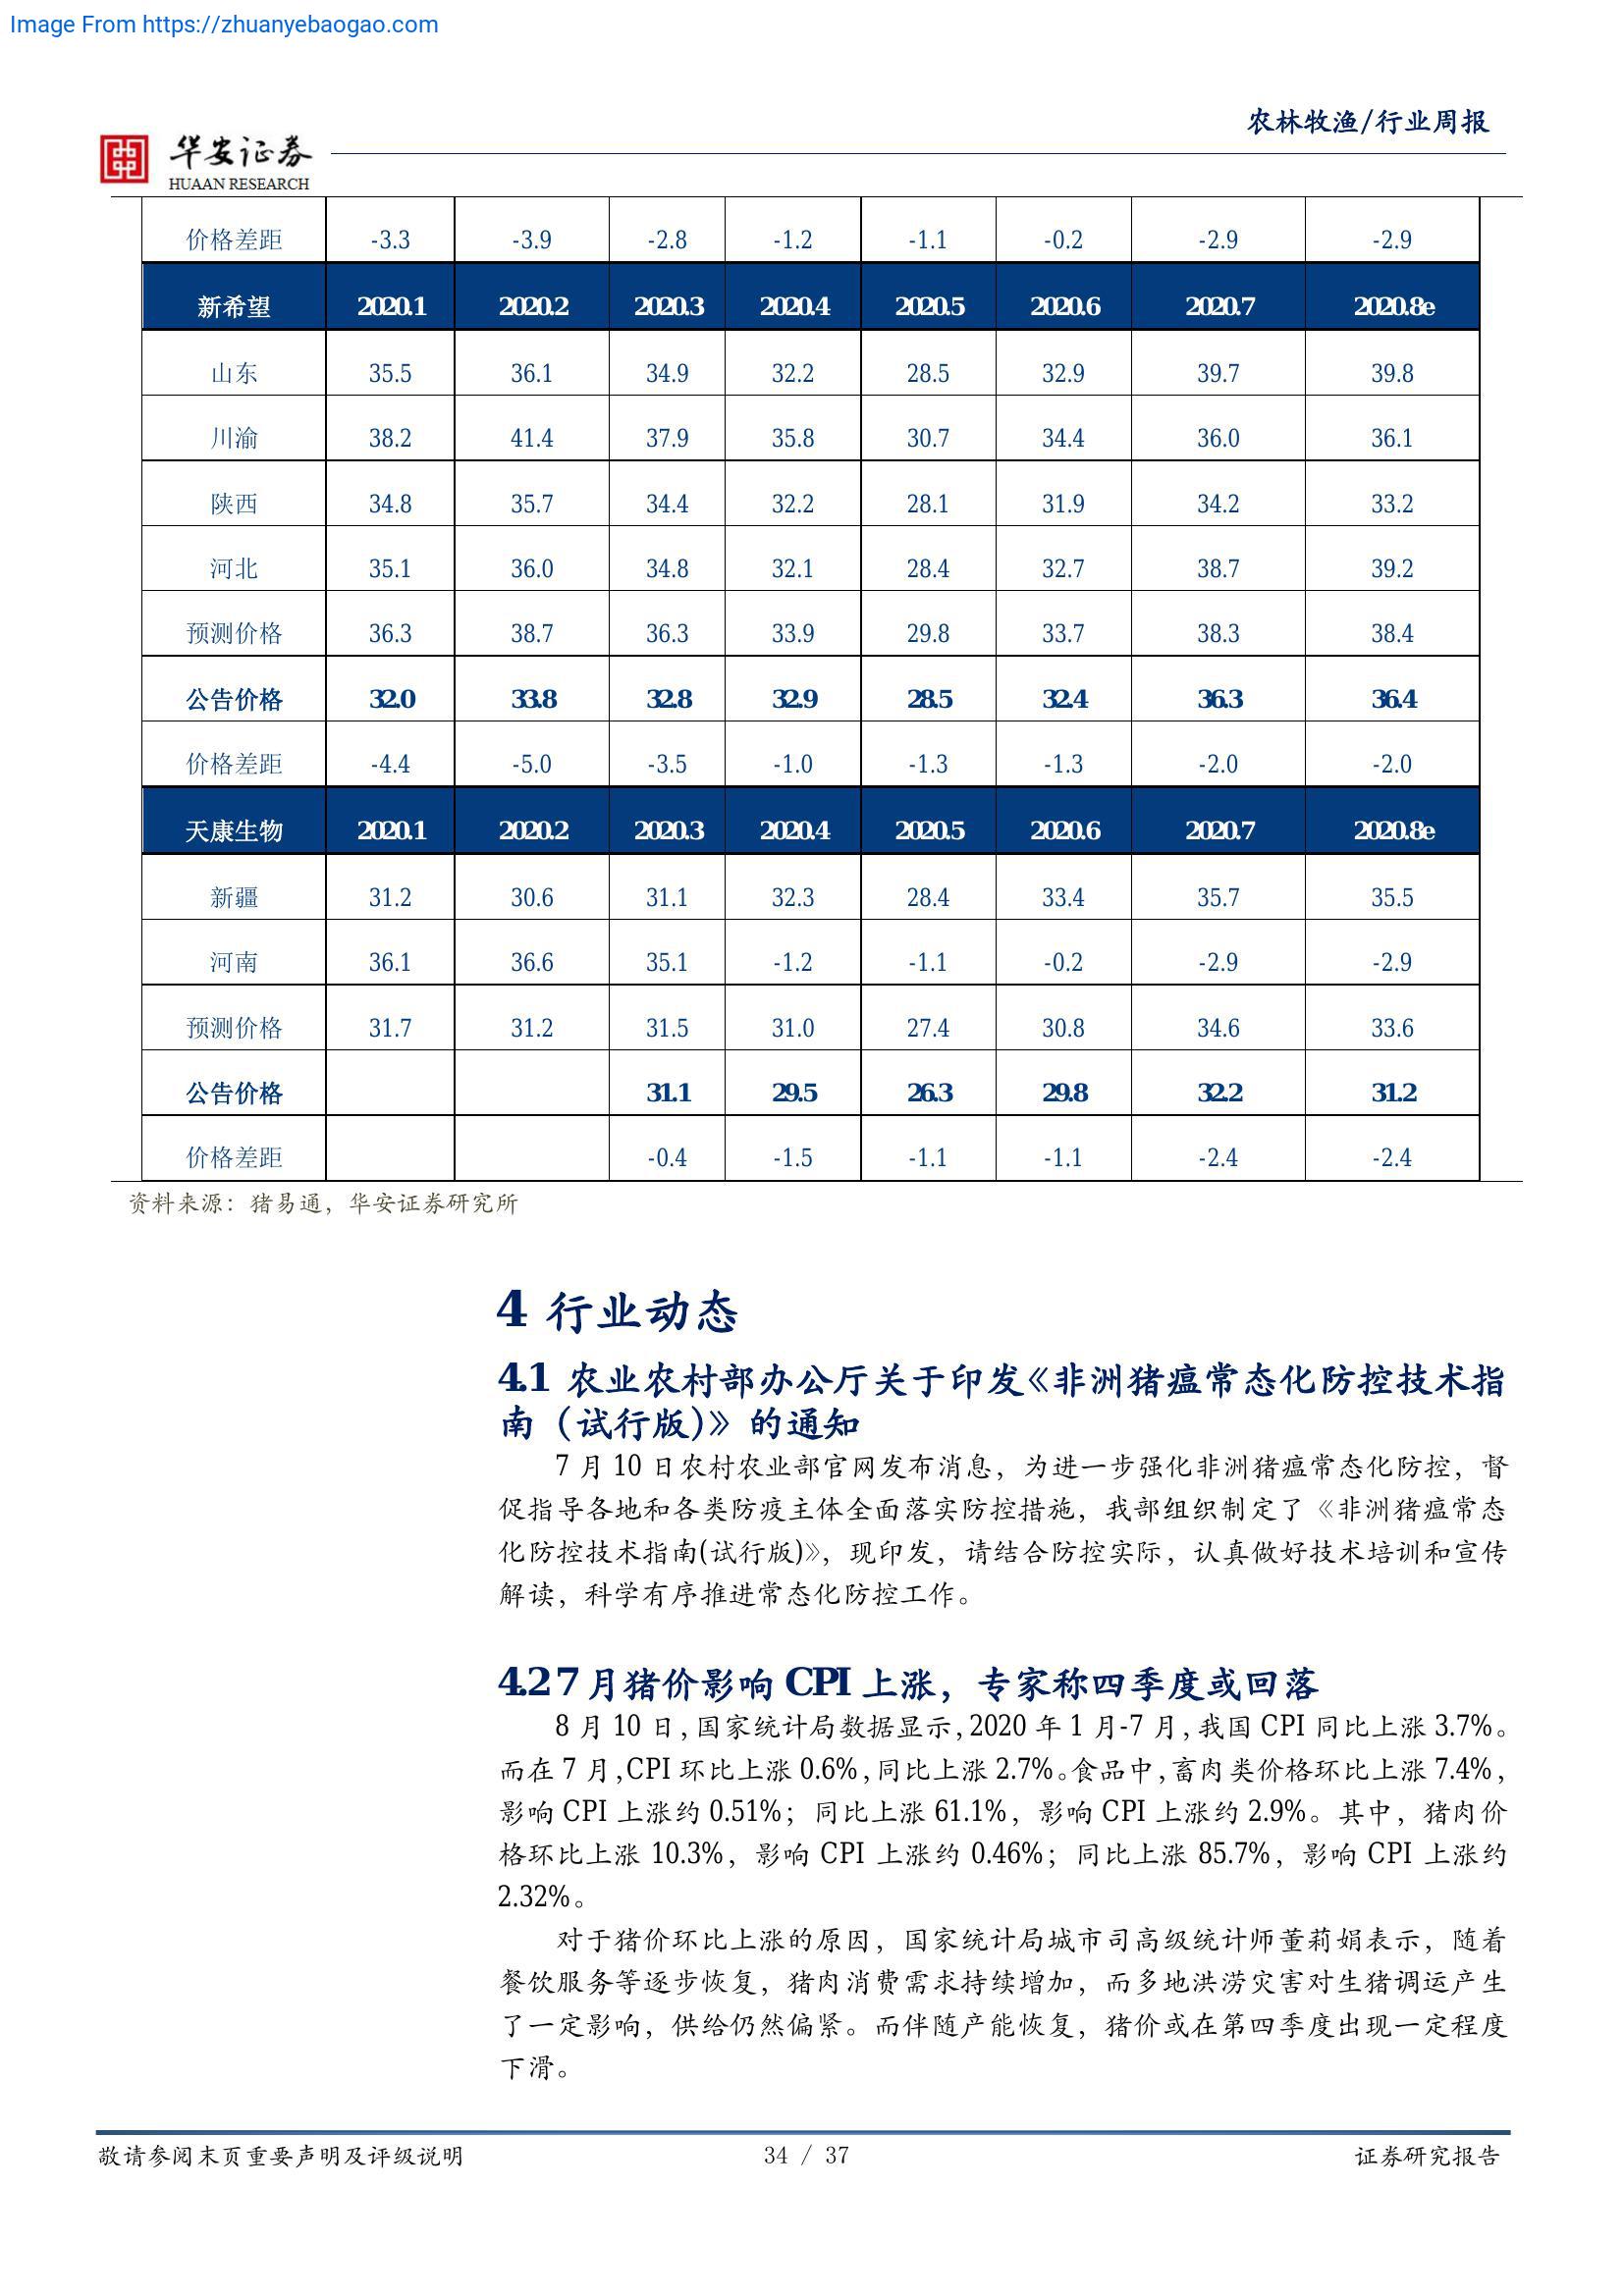 Image From https://zhuanyebaogao.com
农林牧渔/行业周报
华安证券
HUAAN RESEARCH
价格差距 -3.3 -3.9 -2.8 -1.2 -1.1 -0.2 -2.9 -2.9
新希望 2020.1 2020.2 2020.3 2020.4 2020.5 2020.6 2020.7 2020.8e
山东 35.5 36.1 34.9 32.2 28.5 32.9 39.7 39.8
川渝 38.2 41.4 37.9 35.8 30.7 34.4 36.0 36.1
陕西 34.8 35.7 34.4 32.2 28.1 31.9 34.2 33.2
河北 35.1 36.0 34.8 32.1 28.4 32.7 38.7 39.2
预测价格 36.3 38.7 36.3 33.9 29.8 33.7 38.3 38.4
公告价格 32.0 33.8 32.8 32.9 28.5 32.4 36.3 36.4
价格差距 -4.4 -5.0 -3.5 -1.0 -1.3 -1.3 -2.0 -2.0
天康生物 2020.1 2020.2 2020.3 2020.4 2020.5 2020.6 2020.7 2020.8e
新疆 31.2 30.6 31.1 32.3 28.4 33.4 35.7 35.5
河南 36.1 36.6 35.1 -1.2 -1.1 -0.2 -2.9 -2.9
预测价格 31.7 31.2 31.5 31.0 27.4 30.8 34.6 33.6
公告价格 31.1 29.5 26.3 29.8 32.2 31.2
价格差距 -0.4 -1.5 -1.1 -1.1 -2.4 -2.4
资料来源：猪易通，华安证券研究所
4 行业动态
4.1 农业农村部办公厅关于印发《非洲猪瘟常态化防控技术指
南（试行版)》的通知
7 月 10 日农村农业部官网发布消息，为进一步强化非洲猪瘟常态化防控，督
促指导各地和各类防疫主体全面落实防控措施，我部组织制定了《非洲猪瘟常态
化防控技术指南(试行版)》，现印发，请结合防控实际，认真做好技术培训和宣传
解读，科学有序推进常态化防控工作。
4.2 7 月猪价影响 CPI 上涨，专家称四季度或回落
8 月 10 日，国家统计局数据显示，2020 年 1 月-7 月，我国 CPI 同比上涨 3.7%。
而在 7 月，CPI 环比上涨 0.6%，同比上涨 2.7%。食品中，畜肉类价格环比上涨 7.4%，
影响 CPI 上涨约 0.51%；同比上涨 61.1%，影响 CPI 上涨约 2.9%。其中，猪肉价
格环比上涨 10.3%，影响 CPI 上涨约 0.46%；同比上涨 85.7%，影响 CPI 上涨约
2.32%。
对于猪价环比上涨的原因，国家统计局城市司高级统计师董莉娟表示，随着
餐饮服务等逐步恢复，猪肉消费需求持续增加，而多地洪涝灾害对生猪调运产生
了一定影响，供给仍然偏紧。而伴随产能恢复，猪价或在第四季度出现一定程度
下滑。
敬请参阅末页重要声明及评级说明 34 / 37 证券研究报告